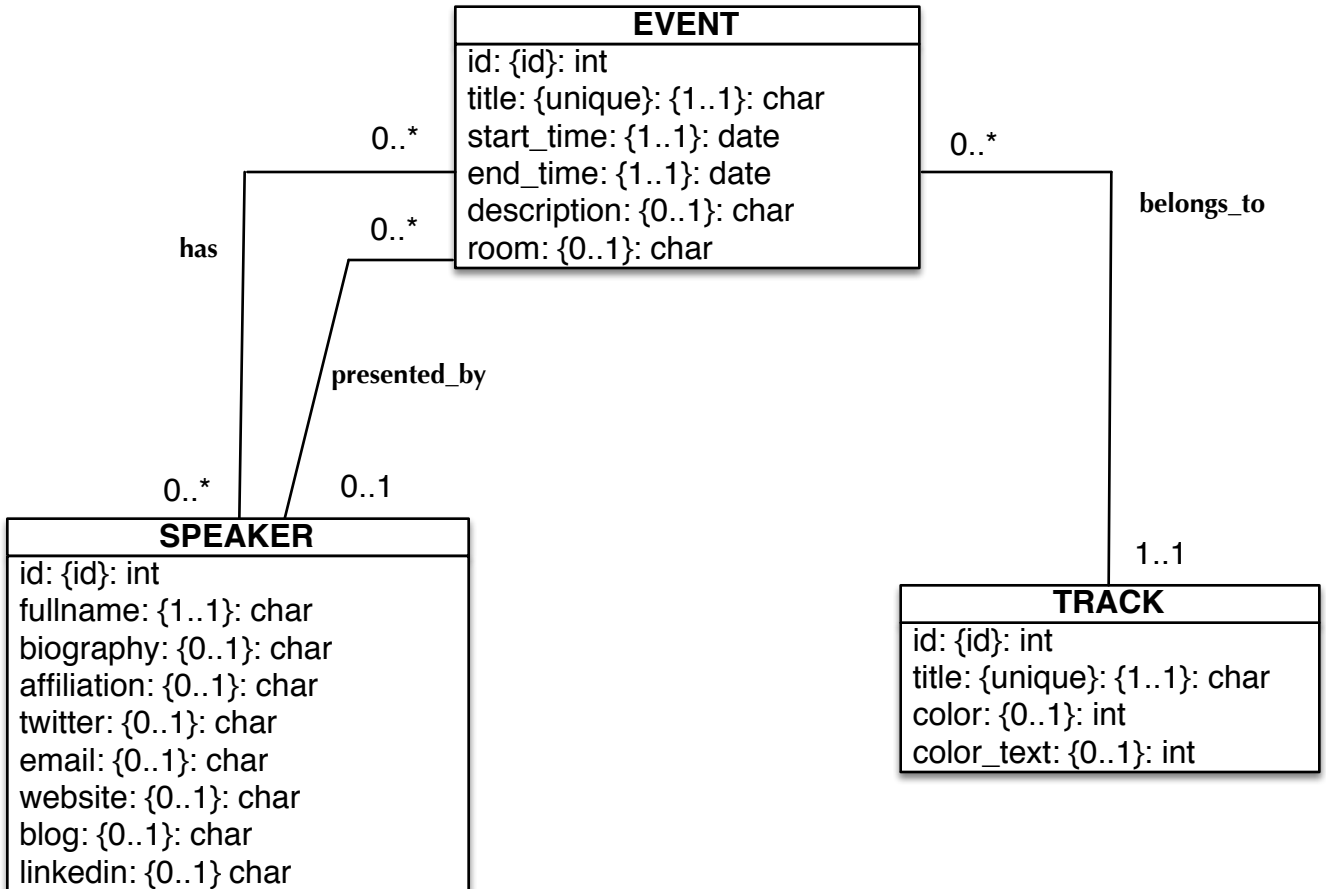 EVENT
id: {id}: int
title: {unique}: {1..1}: char
start_time: {1..1}: date
end_time: {1..1}: date
description: {0..1}: char
room: {0..1}: char
0..*
0..*
0..*
belongs_to
has
presented_by
0..*
0..1
1..1
SPEAKER
id: {id}: int
fullname: {1..1}: char
biography: {0..1}: char
affiliation: {0..1}: char
twitter: {0..1}: char
email: {0..1}: char
website: {0..1}: char
blog: {0..1}: char
linkedin: {0..1} char
TRACK
id: {id}: int
title: {unique}: {1..1}: char
color: {0..1}: int
color_text: {0..1}: int